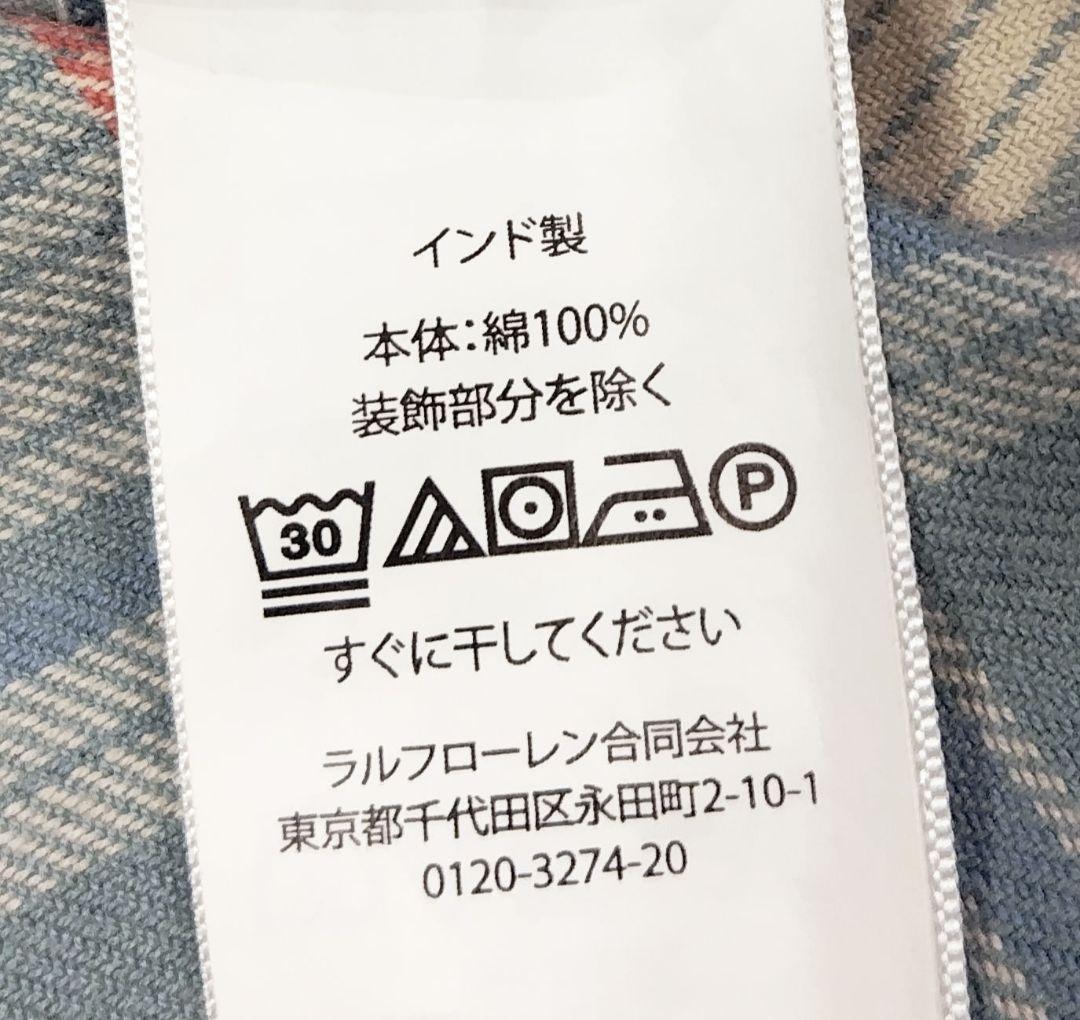 インド製
本体:綿100%
装飾部分を除く
30 P
すぐに干してください
ラルフローレン合同会社
東京都千代田区永田町2-10-1
0120-3274-20